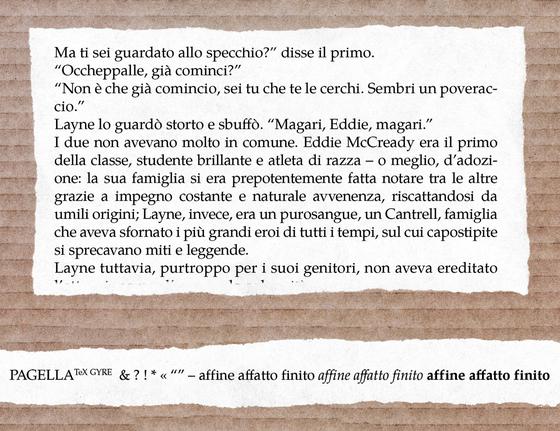 Ma ti sei guardato allo specchio?” disse il primo.
“Occheppalle, già cominci?”
“Non è che già comincio, sei tu che te le cerchi. Sembri un poverac-
cio.”
Layne lo guardò storto e sbuffò. “Magari, Eddie, magari.”
I due non avevano molto in comune. Eddie McCready era il primo
della classe, studente brillante e atleta di razza – o meglio, d’adozi-
one: la sua famiglia si era prepotentemente fatta notare tra le altre
grazie a impegno costante e naturale avvenenza, riscattandosi da
umili origini; Layne, invece, era un purosangue, un Cantrell, famiglia
che aveva sfornato i più grandi eroi di tutti i tempi, sul cui capostipite
si sprecavano miti e leggende.
Layne tuttavia, purtroppo per i suoi genitori, non aveva ereditato
PAGELLA TeX GYRE & ? ! * « “” – affine affatto finito affine affatto finito affine affatto finito